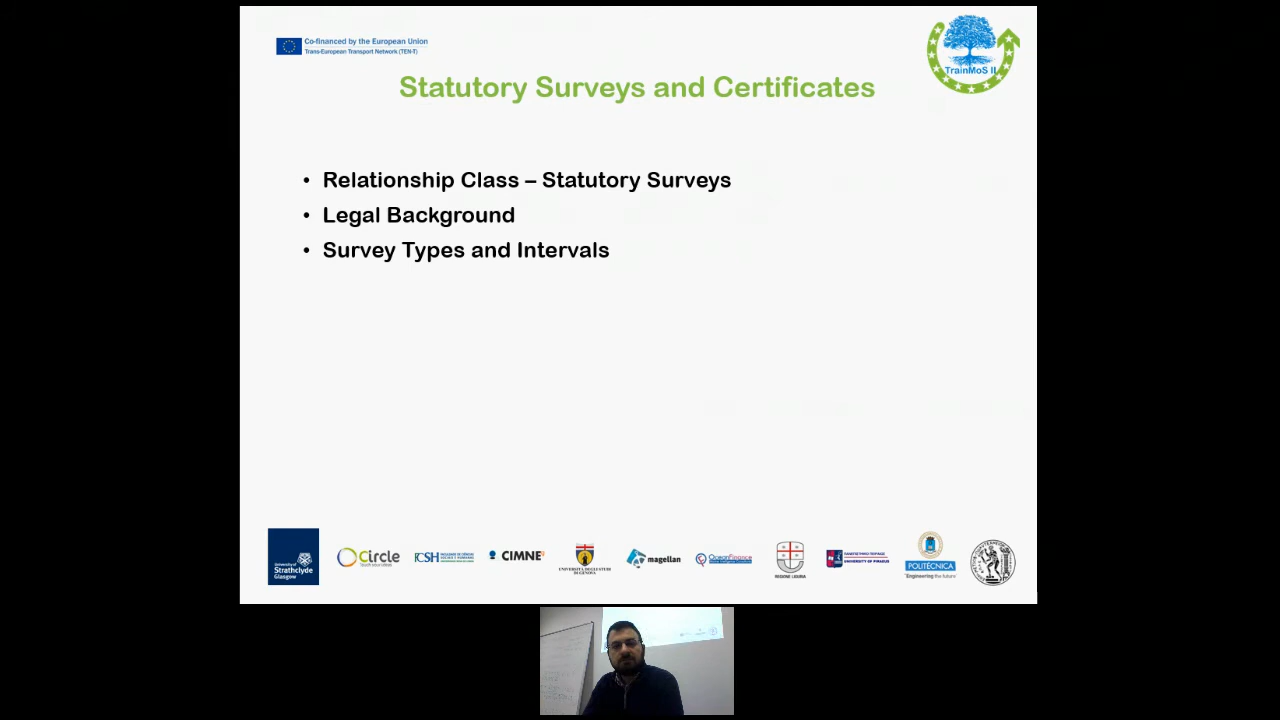 Co-financed by the European Union
Trans-European Transport Network (TEN-T)
TrainMoS II
Statutory Surveys and Certificates
• Relationship Class – Statutory Surveys
• Legal Background
• Survey Types and Intervals
University of
Strathclyde
Glasgow
Circle
FCSH
CIMNE
UNIVERSITÀ DEGLI STUDI
DI GENOVA
magellan
OceanFinance
REGIONE LIGURIA
ΠΑΝΕΠΙΣΤΗΜΙΟ ΠΕΙΡΑΙΩΣ
UNIVERSITY OF PIRAEUS
POLITÉCNICA
"Engineering the future"